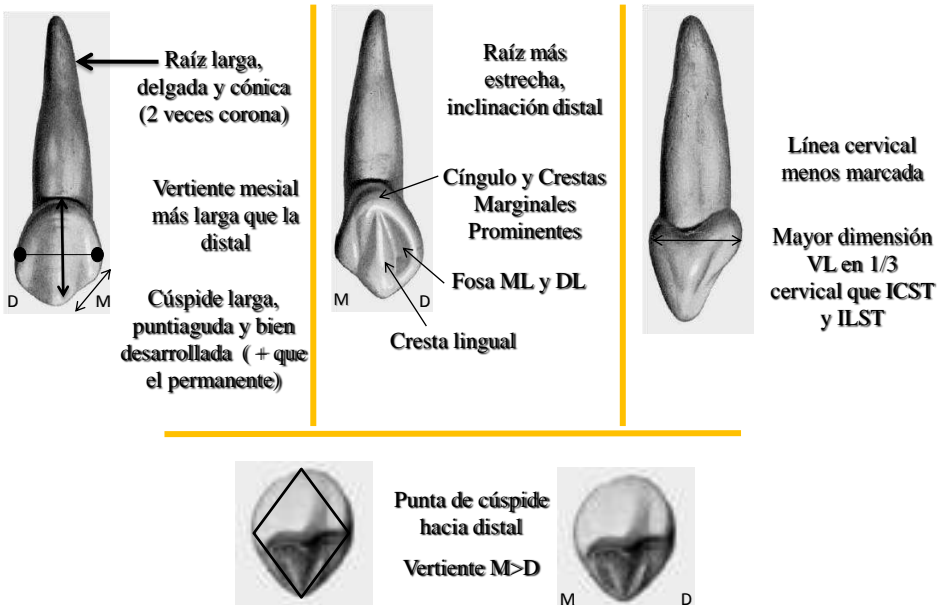 Raíz larga,
delgada y cónica
(2 veces corona)
Vertiente mesial
más larga que la
distal
Cúspide larga,
puntiaguda y bien
desarrollada ( + que
el permanente)
D
M
Raíz más
estrecha,
inclinación distal
Cíngulo y Crestas
Marginales
Prominentes
Fosa ML y DL
Cresta lingual
M
D
Línea cervical
menos marcada
Mayor dimensión
VL en 1/3
cervical que ICST
y ILST
Punta de cúspide
hacia distal
Vertiente M>D
M
D